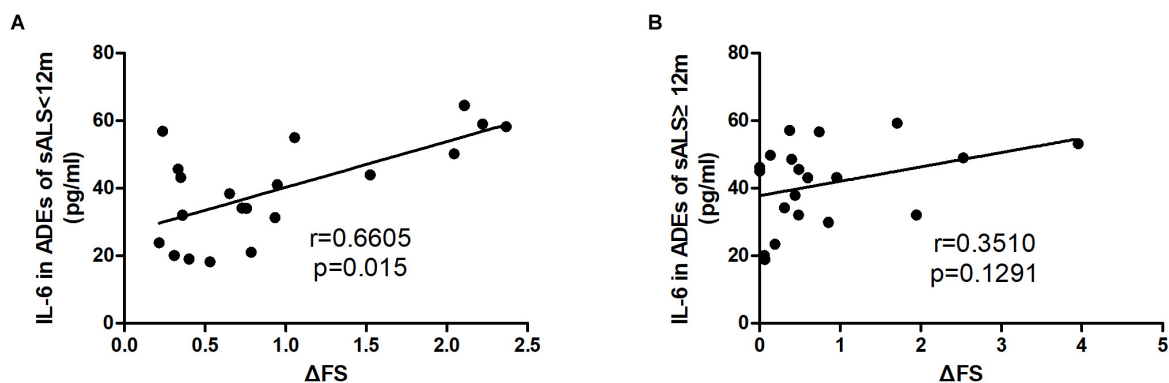 A
IL-6 in ADEs of sALS<12m
(pg/ml)
80
60
40
20
0
r=0.6605
p=0.015
0.0 0.5 1.0 1.5 2.0 2.5
ΔFS
B
IL-6 in ADEs of sALS≥ 12m
(pg/ml)
80
60
40
20
0
r=0.3510
p=0.1291
0 1 2 3 4 5
ΔFS